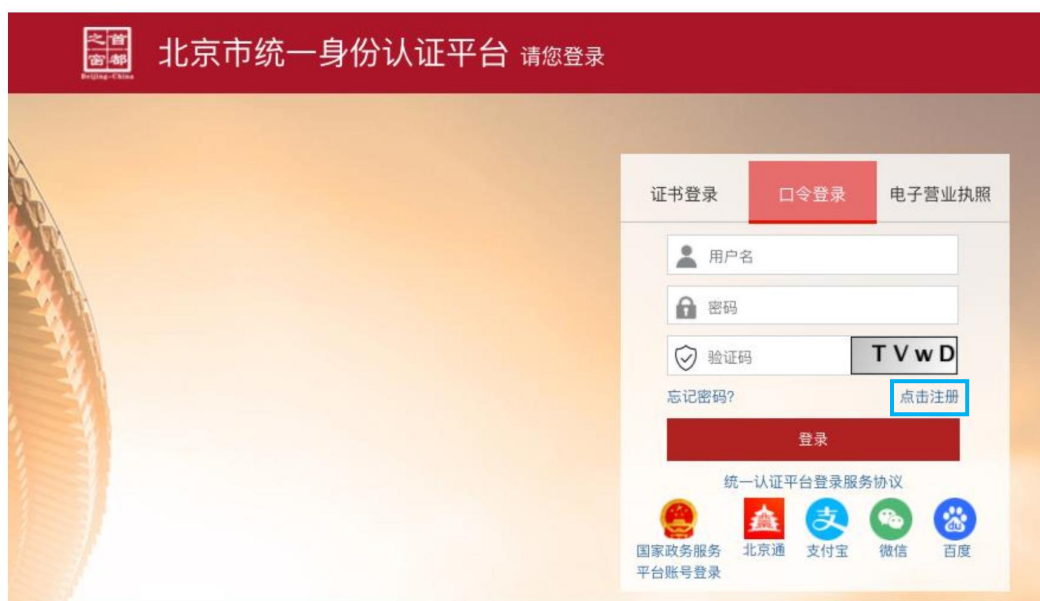 首都之窗
Beijing-China
北京市统一身份认证平台 请您登录
证书登录 口令登录 电子营业执照
用户名
密码
验证码 TVwD
忘记密码? 点击注册
登录
统一认证平台登录服务协议
国家政务服务平台账号登录 北京通 支付宝 微信 百度